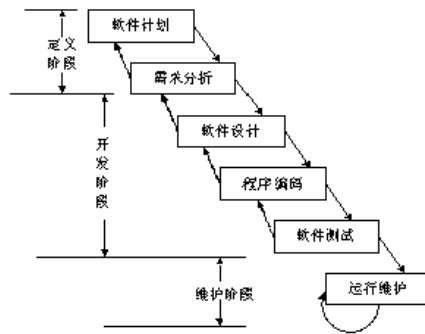 软件计划
定义
阶段
需求分析
软件设计
开发阶段
程序编码
软件测试
维护阶段
运行维护